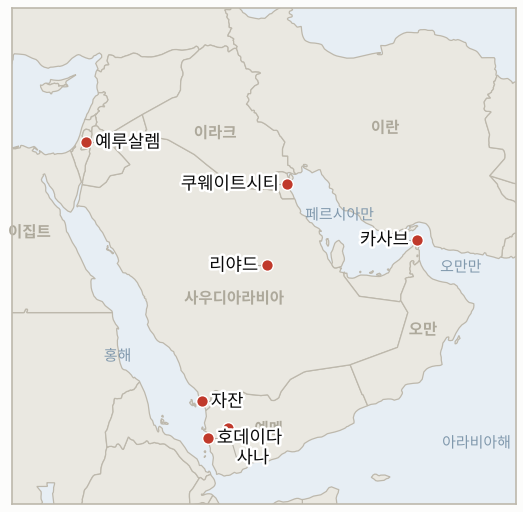 이라크
이란
예루살렘
쿠웨이트시티
페르시아만
이집트
카사브
리야드
오만만
사우디아라비아
오만
홍해
자잔
예멘
호데이다
아라비아해
사나